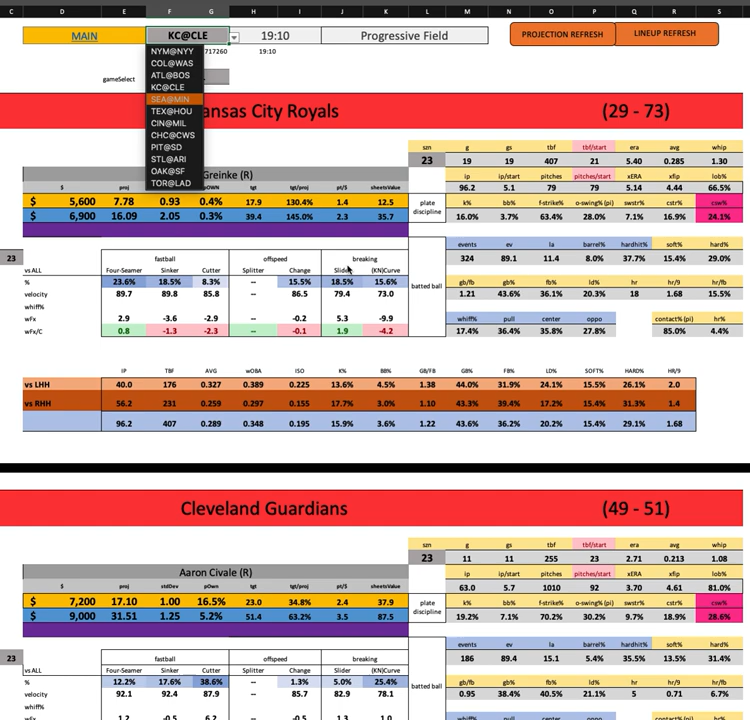 C D E F G H I J K L M N O P Q R S
MAIN KC@CLE 19:10 Progressive Field PROJECTION REFRESH LINEUP REFRESH
717260 19:10
gameSelect
NYM@NYY
COL@WAS
ATL@BOS
KC@CLE
SEA@MIN
TEX@HOU
CIN@MIL
CHC@CWS
PIT@SD
STL@ARI
OAK@SF
TOR@LAD
ansas City Royals (29 - 73)
szn g gs tbf tbf/start era avg whip
23 19 19 407 21 5.40 0.285 1.30
Greinke (R) ip ip/start pitches pitches/start xERA xfip lob%
$ proj pOWN tgt tgt/proj pt/$ sheetsValue 96.2 5.1 79 79 5.14 4.44 66.5%
$ 5,600 7.78 0.93 0.4% 17.9 130.4% 1.4 12.5 plate discipline k% bb% f-strike% o-swing% (pi) swstr% cstr% csw%
$ 6,900 16.09 2.05 0.3% 39.4 145.0% 2.3 35.7 16.0% 3.7% 63.4% 28.0% 7.1% 16.9% 24.1%
events ev la barrel% hardhit% soft% hard%
23 fastball offspeed breaking 324 89.1 11.4 8.0% 37.7% 15.4% 29.0%
vs ALL Four-Seamer Sinker Cutter Splitter Change Slider (KN)Curve
% 23.6% 18.5% 8.3% -- 15.5% 18.5% 15.6% batted ball gb/fb gb% fb% ld% hr hr/9 hr/fb
velocity 89.7 89.8 85.8 -- 86.5 79.4 73.0 1.21 43.6% 36.1% 20.3% 18 1.68 15.5%
whiff%
wFx 2.9 -3.6 -2.9 -- -0.2 5.3 -9.9 whiff% pull center oppo contact% (pi) hr%
wFx/C 0.8 -1.3 -2.3 -- -0.1 1.9 -4.2 17.4% 36.4% 35.8% 27.8% 85.0% 4.4%
IP TBF AVG wOBA ISO K% BB% GB/FB GB% FB% LD% SOFT% HARD% HR/9
vs LHH 40.0 176 0.327 0.389 0.225 13.6% 4.5% 1.38 44.0% 31.9% 24.1% 15.5% 26.1% 2.0
vs RHH 56.2 231 0.259 0.297 0.155 17.7% 3.0% 1.10 43.3% 39.4% 17.2% 15.4% 31.3% 1.4
96.2 407 0.289 0.348 0.195 15.9% 3.6% 1.22 43.6% 36.2% 20.2% 15.4% 29.1% 1.68
Cleveland Guardians (49 - 51)
szn g gs tbf tbf/start era avg whip
23 11 11 255 23 2.71 0.213 1.08
Aaron Civale (R) ip ip/start pitches pitches/start xERA xfip lob%
$ proj stdDev pOwn tgt tgt/proj pt/$ sheetsValue 63.0 5.7 1010 92 3.70 4.61 81.0%
$ 7,200 17.10 1.00 16.5% 23.0 34.8% 2.4 37.9 plate discipline k% bb% f-strike% o-swing% (pi) swstr% cstr% csw%
$ 9,000 31.51 1.25 5.2% 51.4 63.2% 3.5 87.5 19.2% 7.1% 70.2% 30.2% 9.7% 18.9% 28.6%
events ev la barrel% hardhit% soft% hard%
23 fastball offspeed breaking 186 89.4 15.1 5.4% 35.5% 13.5% 31.4%
vs ALL Four-Seamer Sinker Cutter Splitter Change Slider (KN)Curve
% 12.2% 17.6% 38.6% -- 1.3% 5.0% 25.4% batted ball gb/fb gb% fb% ld% hr hr/9 hr/fb
velocity 92.1 92.4 87.9 -- 85.7 82.9 78.1 0.95 38.4% 40.5% 21.1% 5 0.71 6.7%
whiff%
wFx 1.2 -0.5 6.2 -- -0.2 1.3 1.0 whiff% pull center oppo contact% (pi) hr%